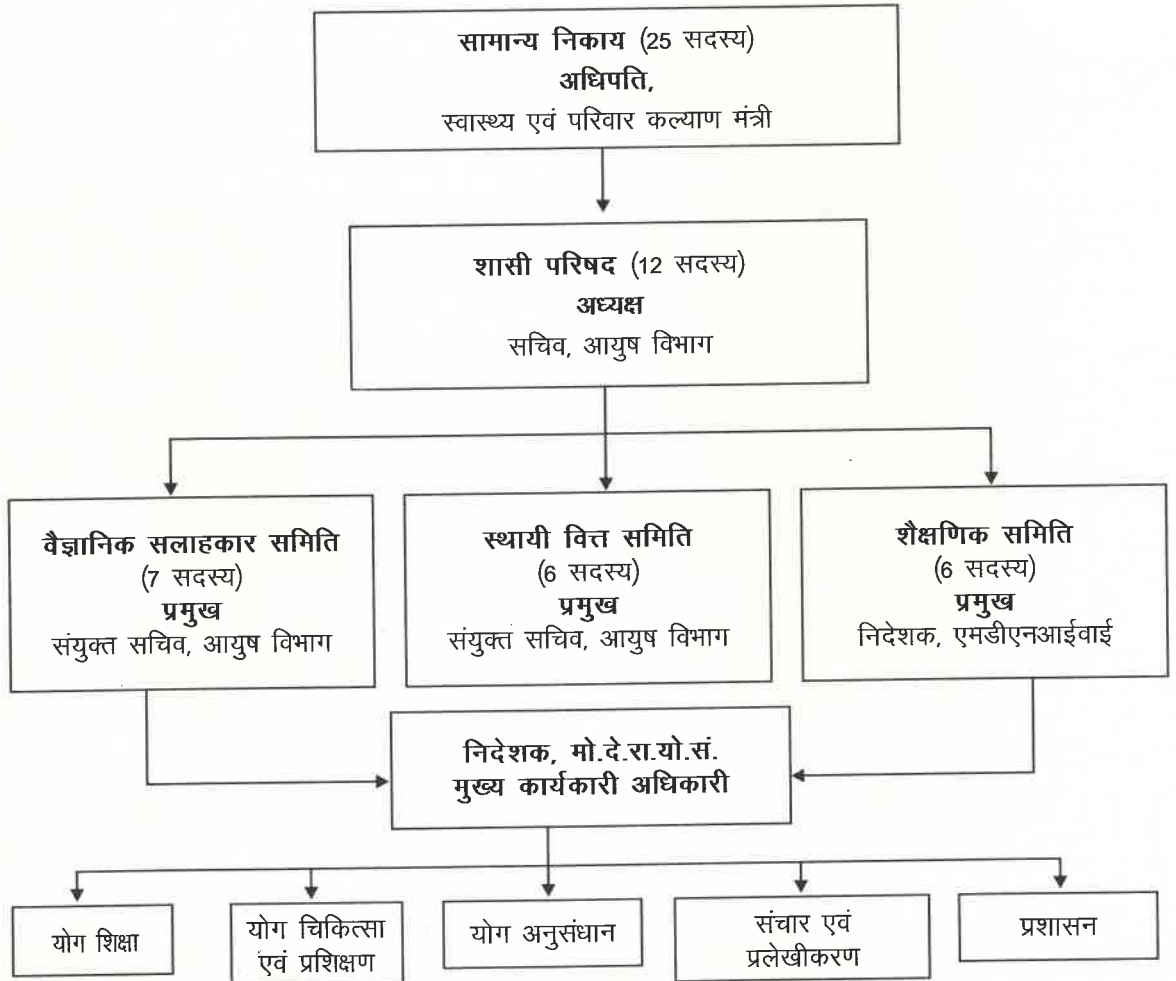 सामान्य निकाय (25 सदस्य)
अधिपति,
स्वास्थ्य एवं परिवार कल्याण मंत्री
शासी परिषद (12 सदस्य)
अध्यक्ष
सचिव, आयुष विभाग
वैज्ञानिक सलाहकार समिति
(7 सदस्य)
प्रमुख
संयुक्त सचिव, आयुष विभाग
स्थायी वित्त समिति
(6 सदस्य)
प्रमुख
संयुक्त सचिव, आयुष विभाग
शैक्षणिक समिति
(6 सदस्य)
प्रमुख
निदेशक, एमडीएनआईवाई
निदेशक, मो.दे.रा.यो.सं.
मुख्य कार्यकारी अधिकारी
योग शिक्षा
योग चिकित्सा
एवं प्रशिक्षण
योग अनुसंधान
संचार एवं
प्रलेखीकरण
प्रशासन